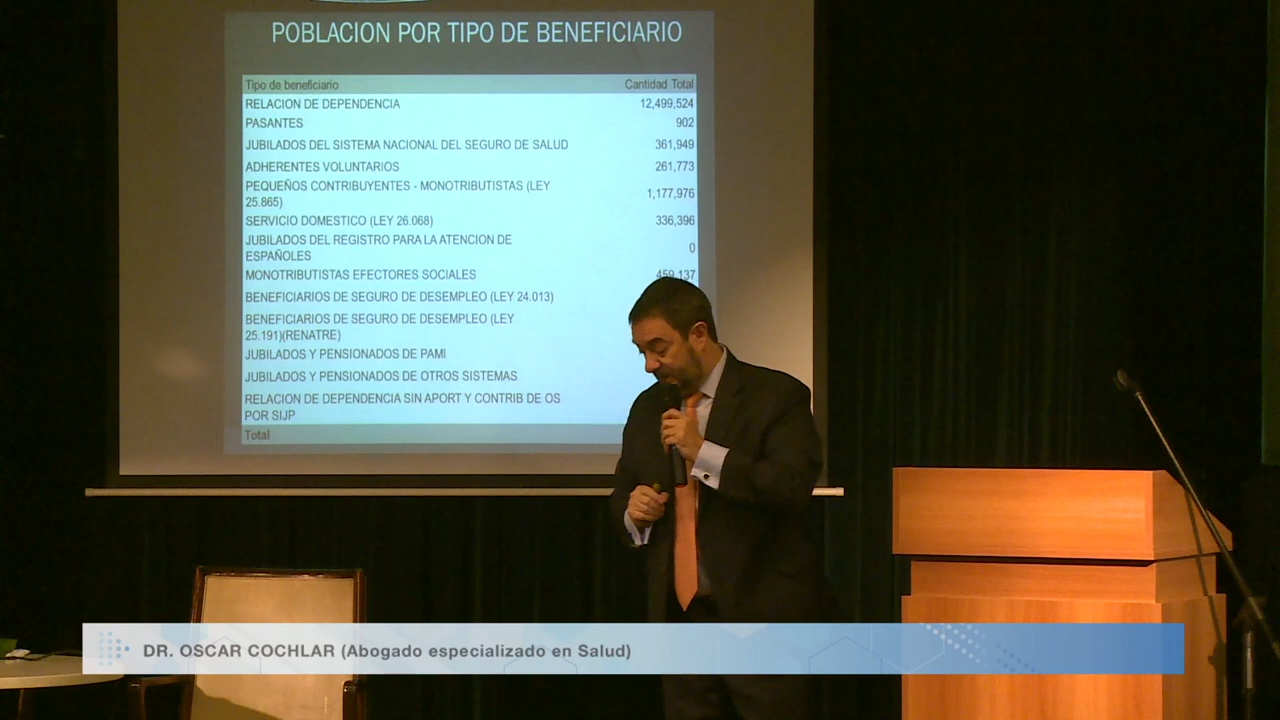 POBLACION POR TIPO DE BENEFICIARIO
Tipo de beneficiario Cantidad Total
RELACION DE DEPENDENCIA 12,499,524
PASANTES 902
JUBILADOS DEL SISTEMA NACIONAL DEL SEGURO DE SALUD 361,949
ADHERENTES VOLUNTARIOS 261,773
PEQUEÑOS CONTRIBUYENTES - MONOTRIBUTISTAS (LEY
25.865) 1,177,976
SERVICIO DOMESTICO (LEY 26.068) 336,396
JUBILADOS DEL REGISTRO PARA LA ATENCION DE
ESPAÑOLES 0
MONOTRIBUTISTAS EFECTORES SOCIALES 459,137
BENEFICIARIOS DE SEGURO DE DESEMPLEO (LEY 24.013)
BENEFICIARIOS DE SEGURO DE DESEMPLEO (LEY
25.191)(RENATRE)
JUBILADOS Y PENSIONADOS DE PAMI
JUBILADOS Y PENSIONADOS DE OTROS SISTEMAS
RELACION DE DEPENDENCIA SIN APORT Y CONTRIB DE OS
POR SIJP
Total
DR. OSCAR COCHLAR (Abogado especializado en Salud)